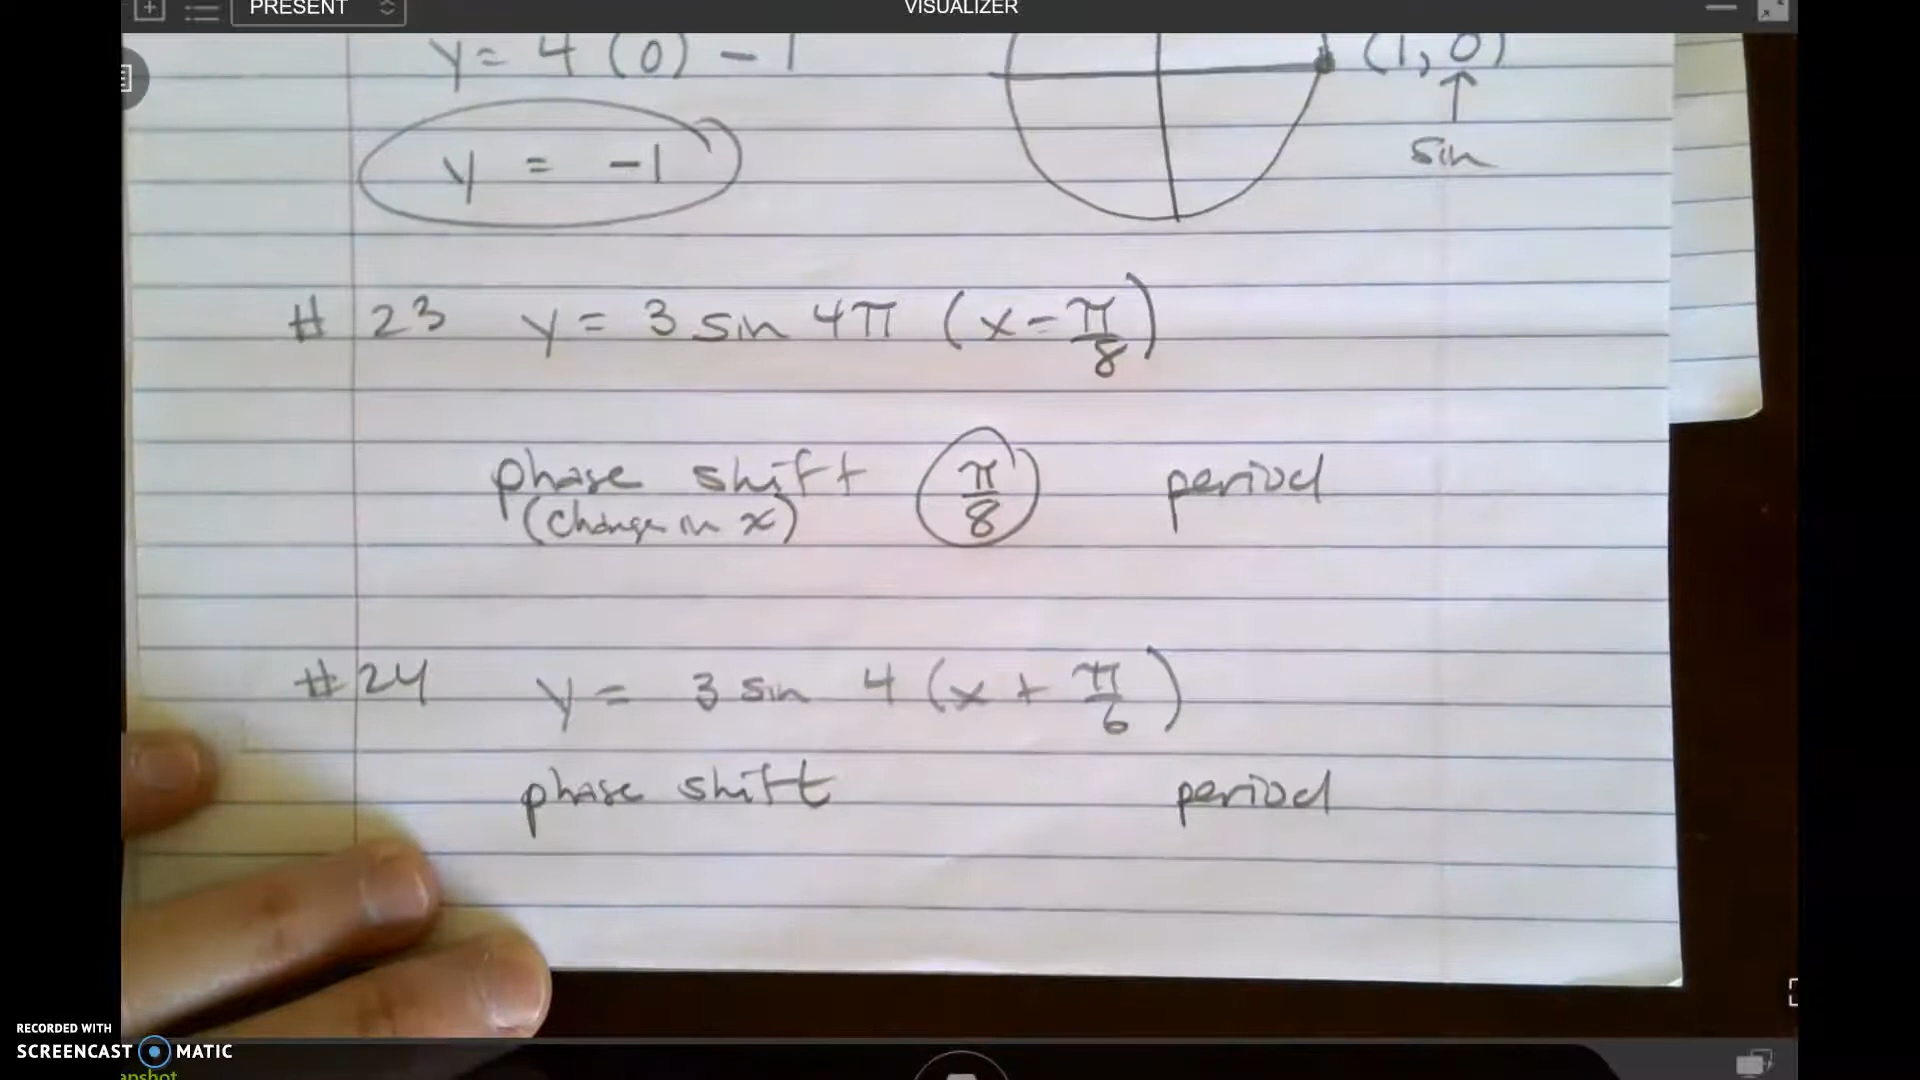 PRESENT
VISUALIZER
y = 4 (0) - 1
(1, 0)
↑
sin
y = -1
# 23 y = 3 sin 4π (x - π/8)
phase shift π/8 period
(change in x)
# 24 y = 3 sin 4 (x + π/6)
phase shift period
RECORDED WITH
SCREENCAST MATIC
apshot